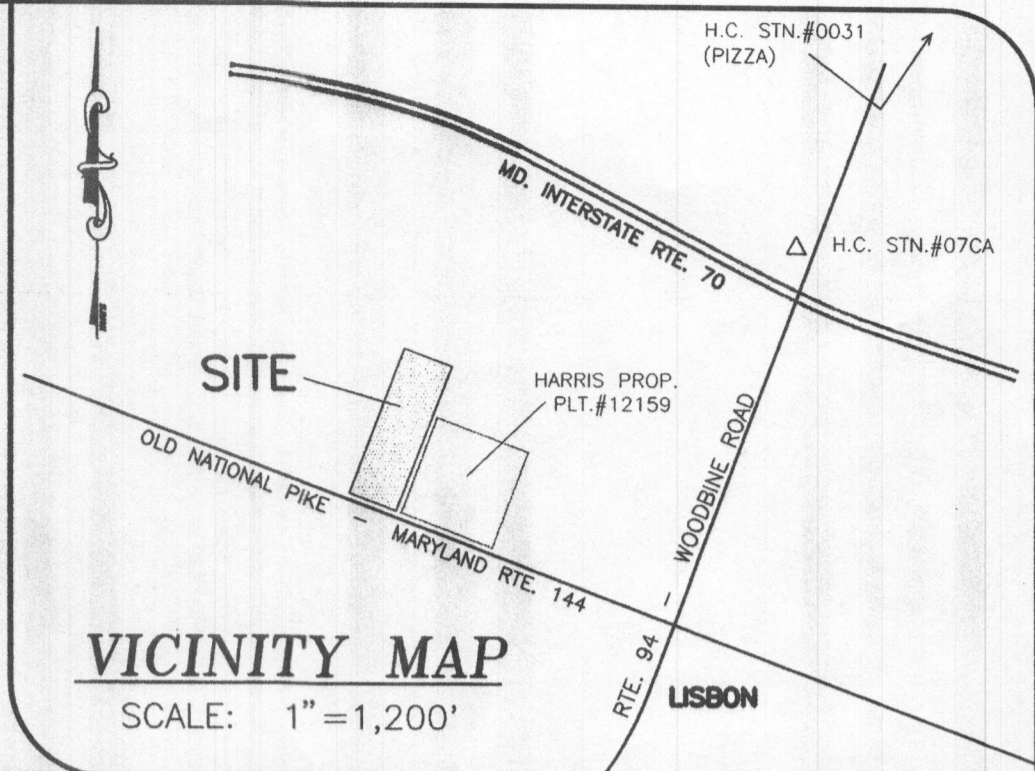 H.C. STN.#0031
(PIZZA)
MD. INTERSTATE RTE. 70
H.C. STN.#07CA
SITE
HARRIS PROP.
PLT.#12159
OLD NATIONAL PIKE - MARYLAND RTE. 144
RTE. 94 - WOODBINE ROAD
LISBON
VICINITY MAP
SCALE: 1"=1,200'